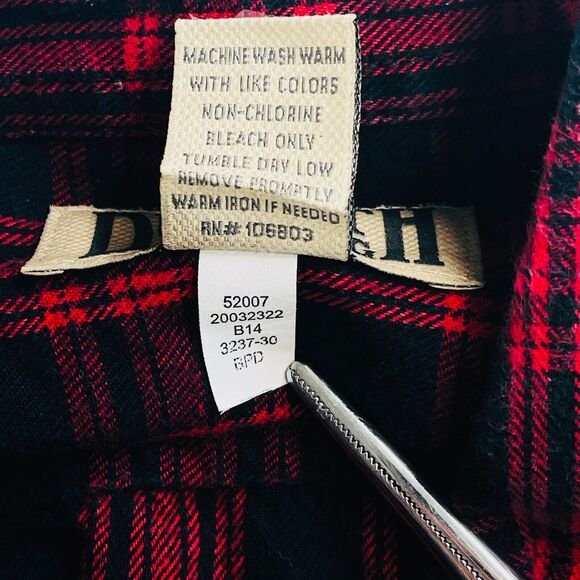 MACHINE WASH WARM
WITH LIKE COLORS
NON-CHLORINE
BLEACH ONLY
TUMBLE DRY LOW
REMOVE PROMPTLY
WARM IRON IF NEEDED
RN# 106803
52007
20032322
B14
3237-30
BPD